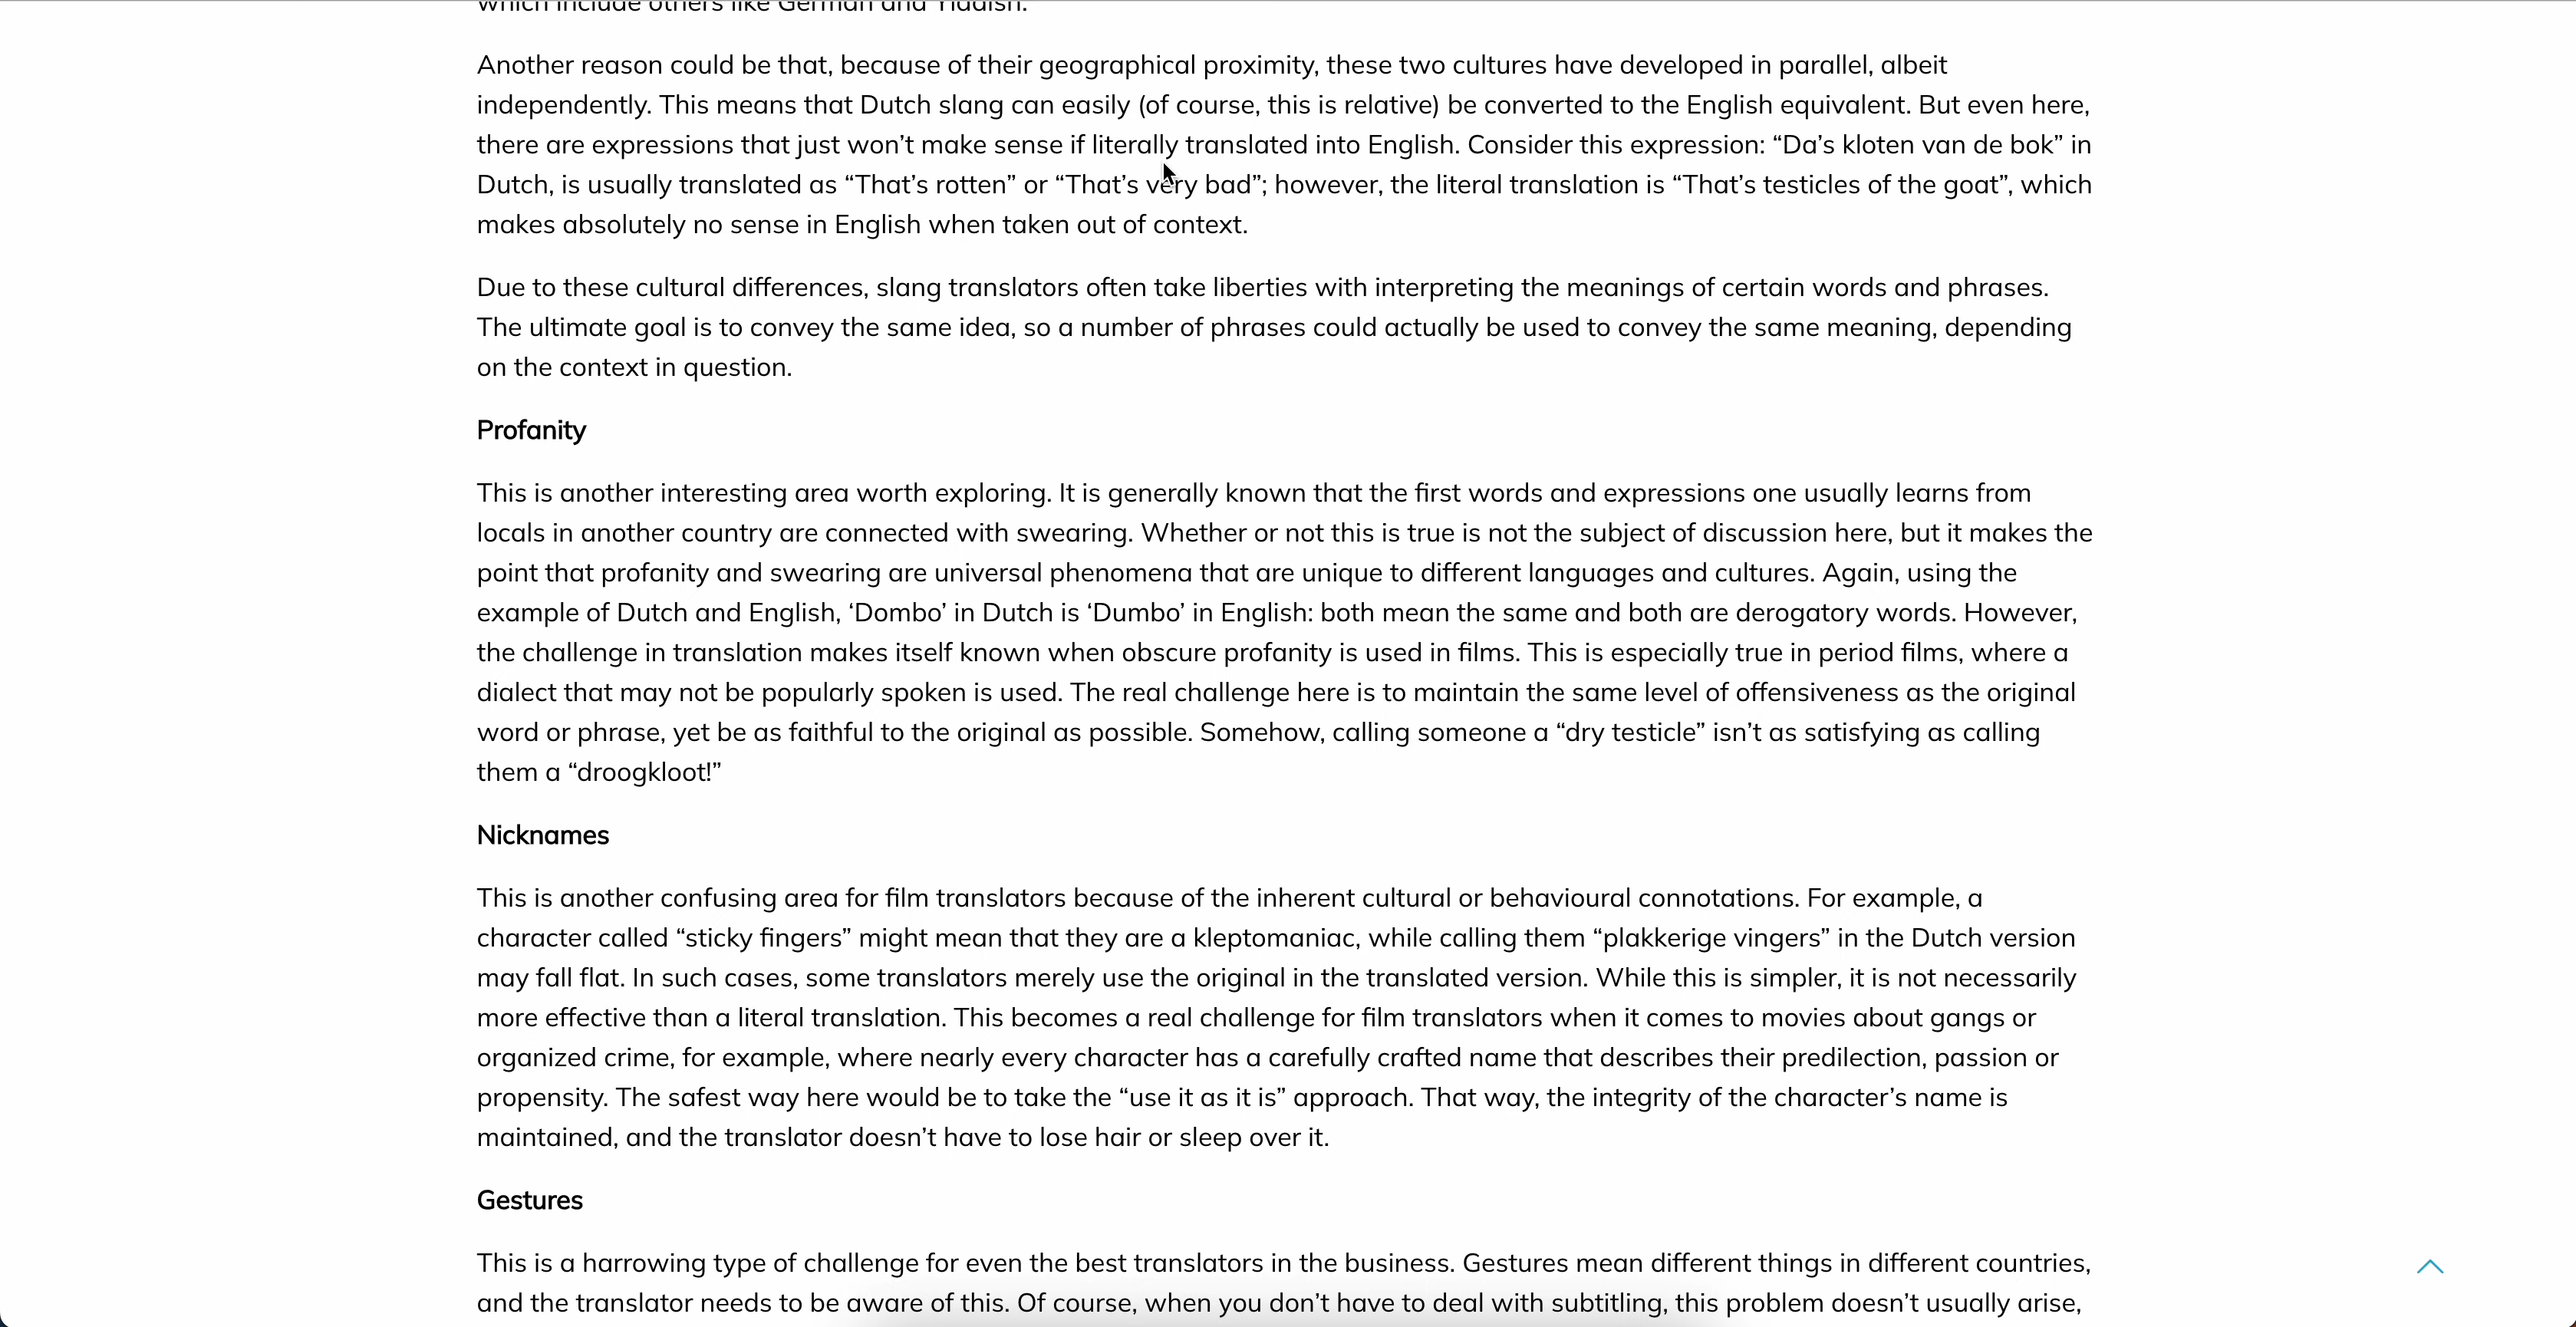 which include others like German and Yiddish.
Another reason could be that, because of their geographical proximity, these two cultures have developed in parallel, albeit
independently. This means that Dutch slang can easily (of course, this is relative) be converted to the English equivalent. But even here,
there are expressions that just won’t make sense if literally translated into English. Consider this expression: “Da’s kloten van de bok” in
Dutch, is usually translated as “That’s rotten” or “That’s very bad”; however, the literal translation is “That’s testicles of the goat”, which
makes absolutely no sense in English when taken out of context.
Due to these cultural differences, slang translators often take liberties with interpreting the meanings of certain words and phrases.
The ultimate goal is to convey the same idea, so a number of phrases could actually be used to convey the same meaning, depending
on the context in question.
Profanity
This is another interesting area worth exploring. It is generally known that the first words and expressions one usually learns from
locals in another country are connected with swearing. Whether or not this is true is not the subject of discussion here, but it makes the
point that profanity and swearing are universal phenomena that are unique to different languages and cultures. Again, using the
example of Dutch and English, ‘Dombo’ in Dutch is ‘Dumbo’ in English: both mean the same and both are derogatory words. However,
the challenge in translation makes itself known when obscure profanity is used in films. This is especially true in period films, where a
dialect that may not be popularly spoken is used. The real challenge here is to maintain the same level of offensiveness as the original
word or phrase, yet be as faithful to the original as possible. Somehow, calling someone a “dry testicle” isn’t as satisfying as calling
them a “droogkloot!”
Nicknames
This is another confusing area for film translators because of the inherent cultural or behavioural connotations. For example, a
character called “sticky fingers” might mean that they are a kleptomaniac, while calling them “plakkerige vingers” in the Dutch version
may fall flat. In such cases, some translators merely use the original in the translated version. While this is simpler, it is not necessarily
more effective than a literal translation. This becomes a real challenge for film translators when it comes to movies about gangs or
organized crime, for example, where nearly every character has a carefully crafted name that describes their predilection, passion or
propensity. The safest way here would be to take the “use it as it is” approach. That way, the integrity of the character’s name is
maintained, and the translator doesn’t have to lose hair or sleep over it.
Gestures
This is a harrowing type of challenge for even the best translators in the business. Gestures mean different things in different countries,
and the translator needs to be aware of this. Of course, when you don’t have to deal with subtitling, this problem doesn’t usually arise,